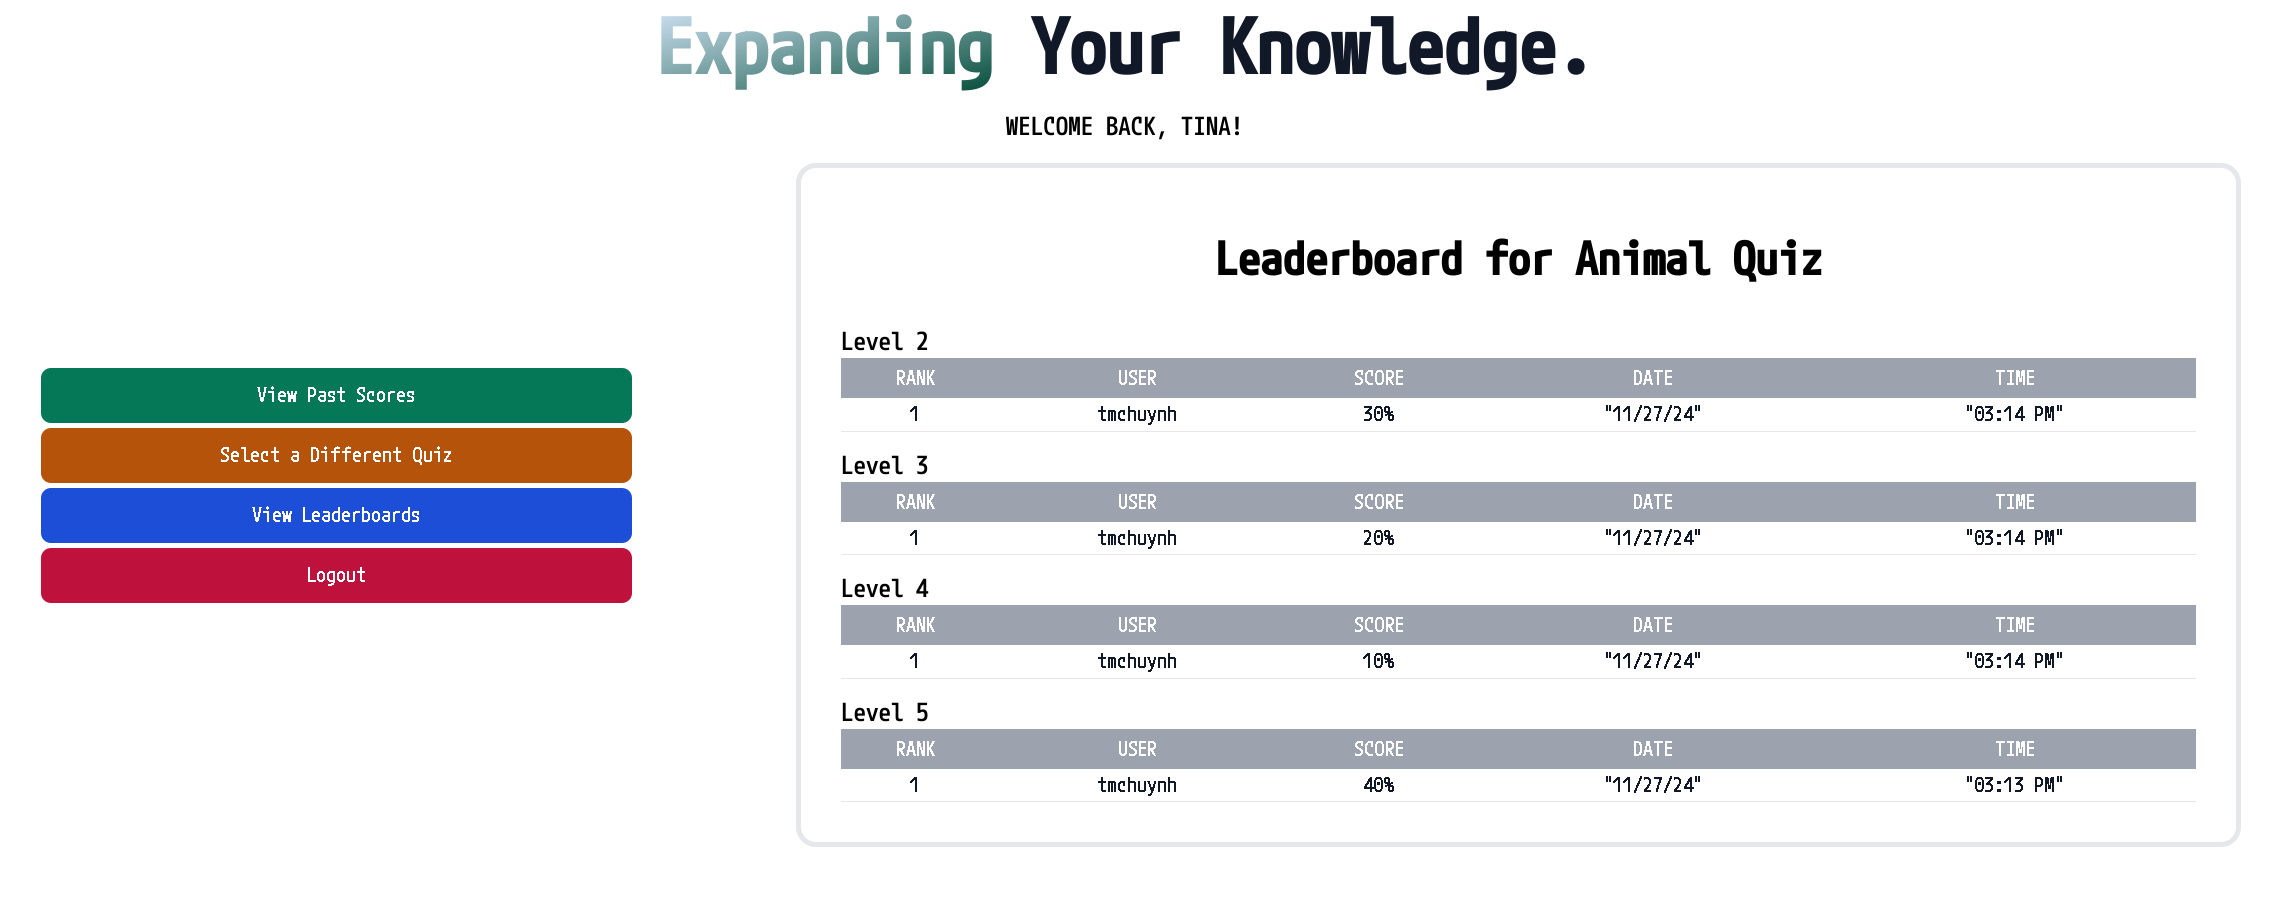 Expanding Your Knowledge.
WELCOME BACK, TINA!
View Past Scores
Select a Different Quiz
View Leaderboards
Logout
Leaderboard for Animal Quiz
Level 2
RANK USER SCORE DATE TIME
1 tmchuynh 30% "11/27/24" "03:14 PM"
Level 3
RANK USER SCORE DATE TIME
1 tmchuynh 20% "11/27/24" "03:14 PM"
Level 4
RANK USER SCORE DATE TIME
1 tmchuynh 10% "11/27/24" "03:14 PM"
Level 5
RANK USER SCORE DATE TIME
1 tmchuynh 40% "11/27/24" "03:13 PM"